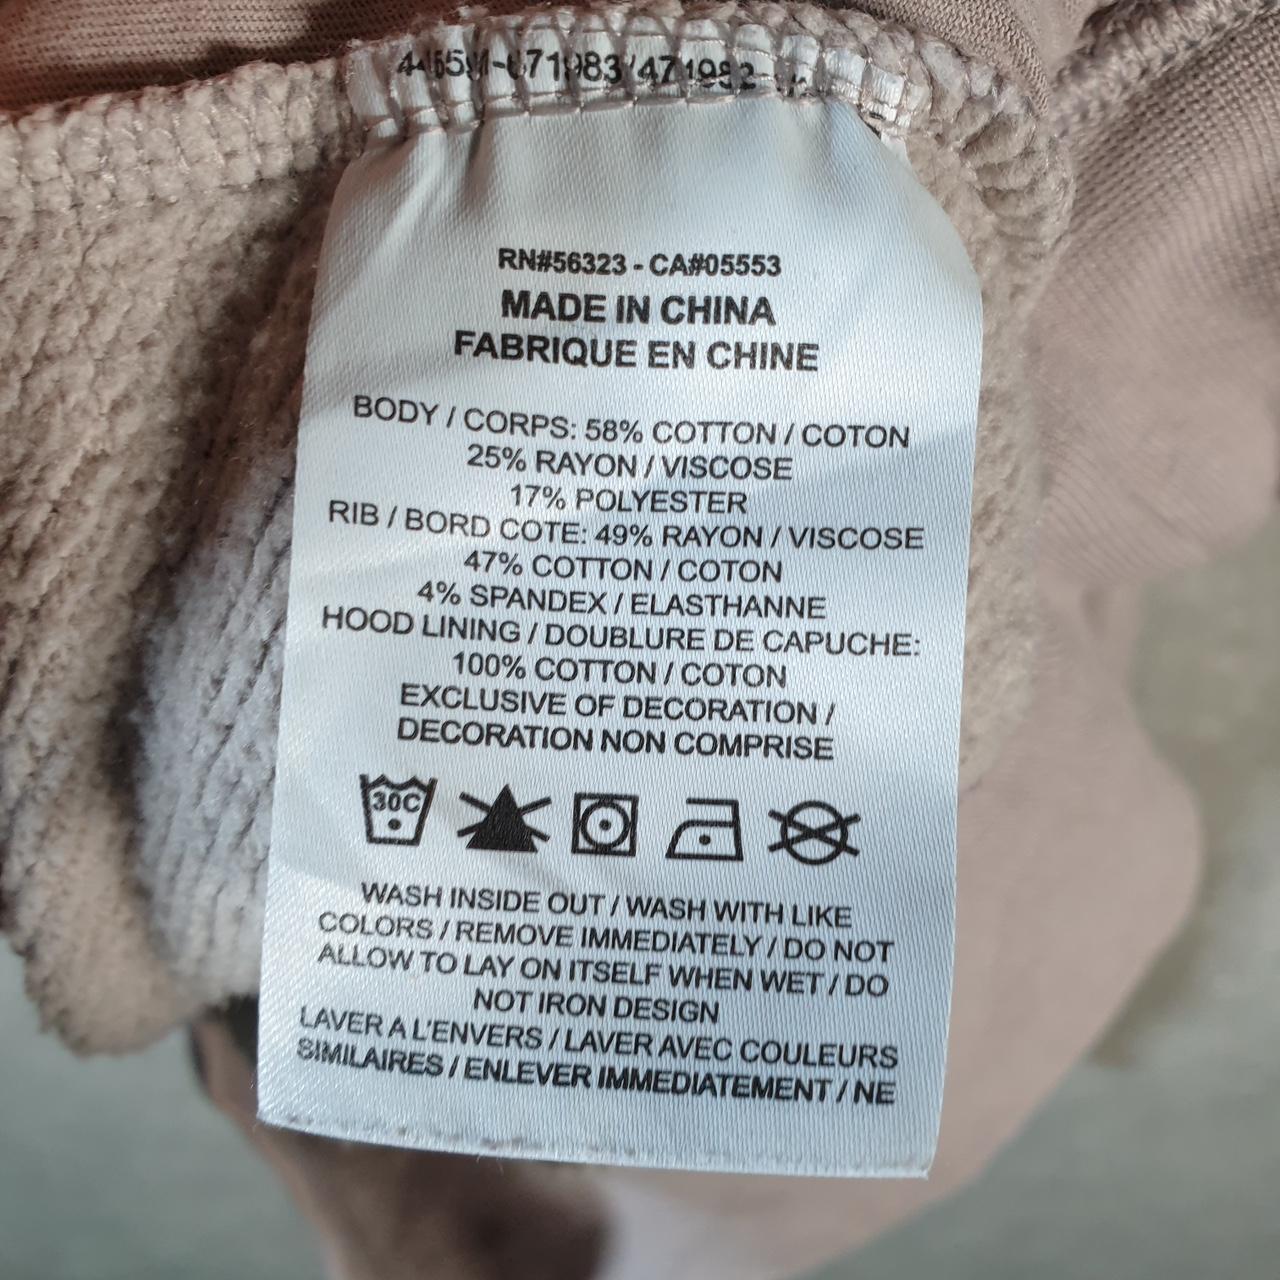 RN#56323 - CA#05553
MADE IN CHINA
FABRIQUE EN CHINE
BODY / CORPS: 58% COTTON / COTON
25% RAYON / VISCOSE
17% POLYESTER
RIB / BORD COTE: 49% RAYON / VISCOSE
47% COTTON / COTON
4% SPANDEX / ELASTHANNE
HOOD LINING / DOUBLURE DE CAPUCHE:
100% COTTON / COTON
EXCLUSIVE OF DECORATION /
DECORATION NON COMPRISE
30C
WASH INSIDE OUT / WASH WITH LIKE
COLORS / REMOVE IMMEDIATELY / DO NOT
ALLOW TO LAY ON ITSELF WHEN WET / DO
NOT IRON DESIGN
LAVER A L'ENVERS / LAVER AVEC COULEURS
SIMILAIRES / ENLEVER IMMEDIATEMENT / NE